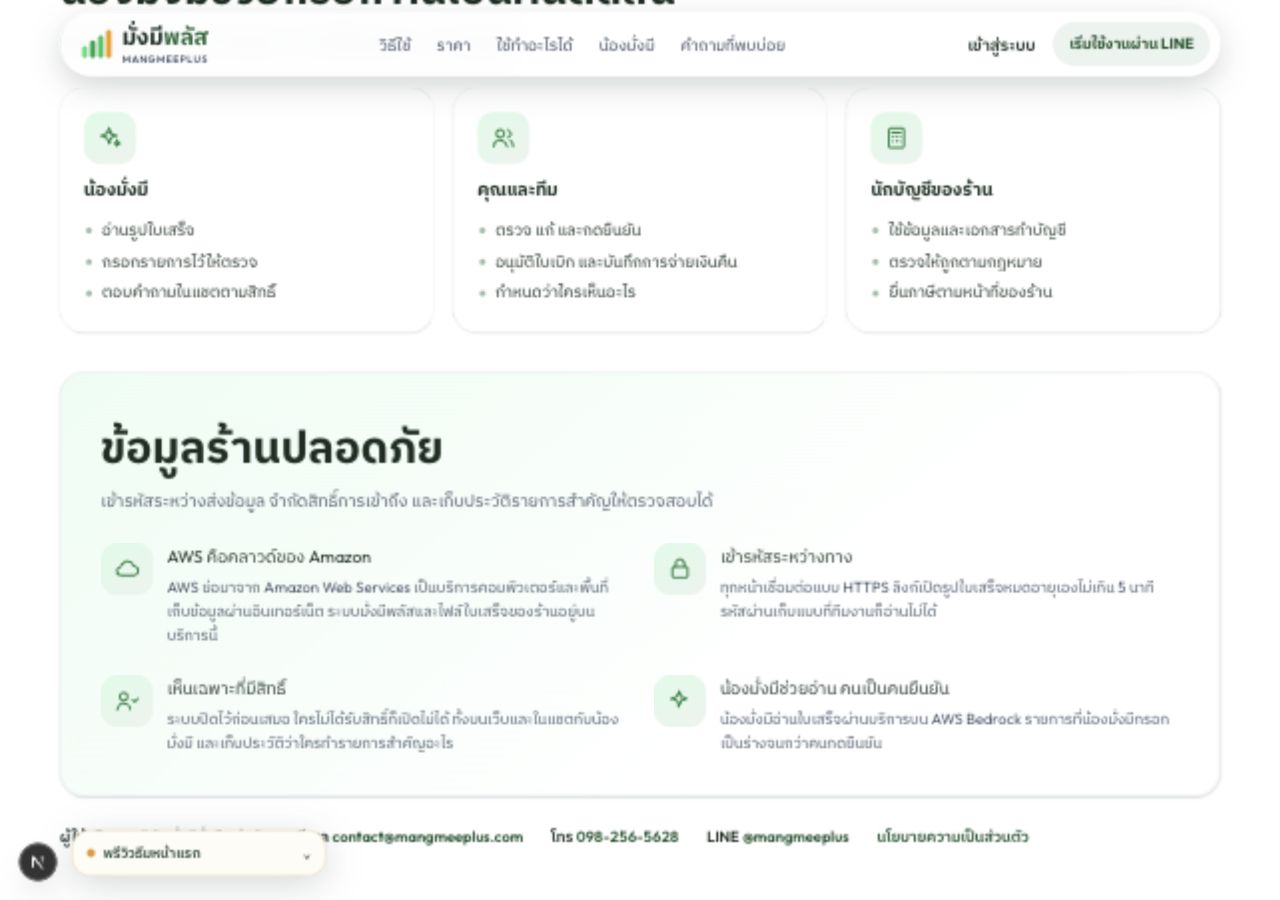 มั่งมีพลัส
MANGMEEPLUS
วิธีใช้ ราคา ใช้ทำอะไรได้ น้องมั่งมี คำถามที่พบบ่อย เข้าสู่ระบบ เริ่มใช้งานผ่าน LINE
น้องมั่งมี
อ่านรูปใบเสร็จ
กรอกรายการไว้ให้ตรวจ
ตอบคำถามในแชตตามสิทธิ์
คุณและทีม
ตรวจ แก้ และกดยืนยัน
อนุมัติใบเบิก และบันทึกการจ่ายเงินคืน
กำหนดว่าใครเห็นอะไร
นักบัญชีของร้าน
ใช้ข้อมูลและเอกสารทำบัญชี
ตรวจให้ถูกตามกฎหมาย
ยื่นภาษีตามหน้าที่ของร้าน
ข้อมูลร้านปลอดภัย
เข้ารหัสระหว่างส่งข้อมูล จำกัดสิทธิ์การเข้าถึง และเก็บประวัติรายการสำคัญให้ตรวจสอบได้
AWS คือคลาวด์ของ Amazon
AWS ย่อมาจาก Amazon Web Services เป็นบริการคอมพิวเตอร์และพื้นที่
เก็บข้อมูลผ่านอินเทอร์เน็ต ระบบมั่งมีพลัสและไฟล์ใบเสร็จของร้านอยู่บน
บริการนี้
เข้ารหัสระหว่างทาง
ทุกหน้าเชื่อมต่อแบบ HTTPS ลิงก์เปิดรูปใบเสร็จหมดอายุเองไม่เกิน 5 นาที
รหัสผ่านเก็บแบบที่ทีมงานก็อ่านไม่ได้
เห็นเฉพาะที่มีสิทธิ์
ระบบปิดไว้ก่อนเสมอ ใครไม่ได้รับสิทธิ์ก็เปิดไม่ได้ ทั้งบนเว็บและในแชตกับน้อง
มั่งมี และเก็บประวัติว่าใครทำรายการสำคัญอะไร
น้องมั่งมีช่วยอ่าน คนเป็นคนยืนยัน
น้องมั่งมีอ่านใบเสร็จผ่านบริการบน AWS Bedrock รายการที่น้องมั่งมีกรอก
เป็นร่างจนกว่าคนกดยืนยัน
contact@mangmeeplus.com โทร 098-256-5628 LINE @mangmeeplus นโยบายความเป็นส่วนตัว
N
พรีวิวธีมหน้าแรก